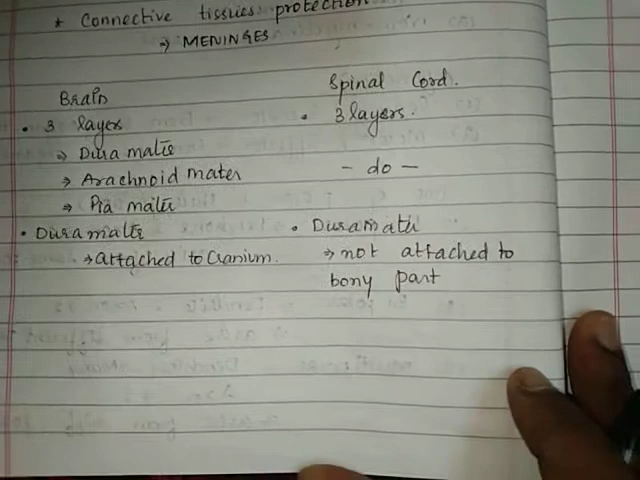 * Connective tissues: protection
⇒ MENINGES
Brain
Spinal Cord.
• 3 layers
• 3 layers.
⇒ Dura mater
⇒ Arachnoid mater
- do -
⇒ Pia mater
• Dura mater
• Dura mater
⇒ attached to Cranium.
⇒ not attached to
bony part